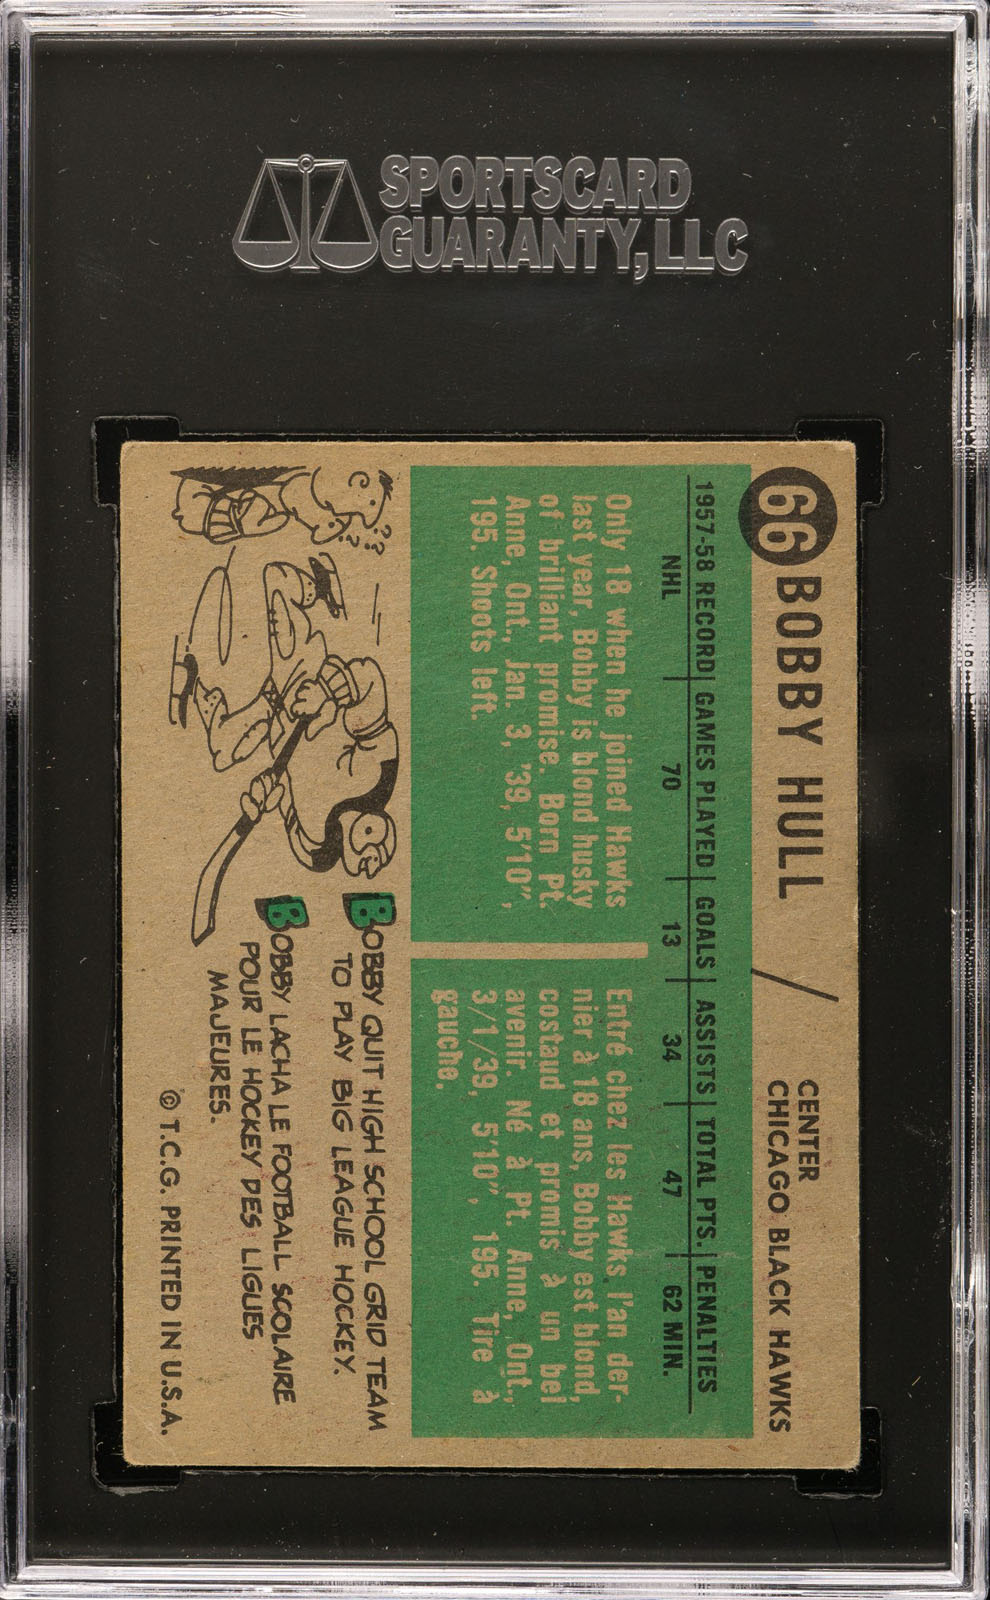 SPORTSCARD
GUARANTY, LLC
66 BOBBY HULL / CENTER
CHICAGO BLACK HAWKS
1957-58 RECORD GAMES PLAYED GOALS ASSISTS TOTAL PTS. PENALTIES
NHL 70 13 34 47 62 MIN.
Only 18 when he joined Hawks
last year, Bobby is blond husky
of brilliant promise. Born Pt.
Anne, Ont., Jan. 3, '39, 5'10",
195. Shoots left.
Entré chez les Hawks l'an der-
nier à 18 ans, Bobby est blond,
costaud et promis à un bel
avenir. Né à Pt. Anne, Ont.,
3/1/39, 5'10", 195. Tire à
gauche.
???
BOBBY QUIT HIGH SCHOOL GRID TEAM
TO PLAY BIG LEAGUE HOCKEY.
BOBBY LACHA LE FOOTBALL SCOLAIRE
POUR LE HOCKEY DES LIGUES
MAJEURES.
© T.C.G. PRINTED IN U.S.A.